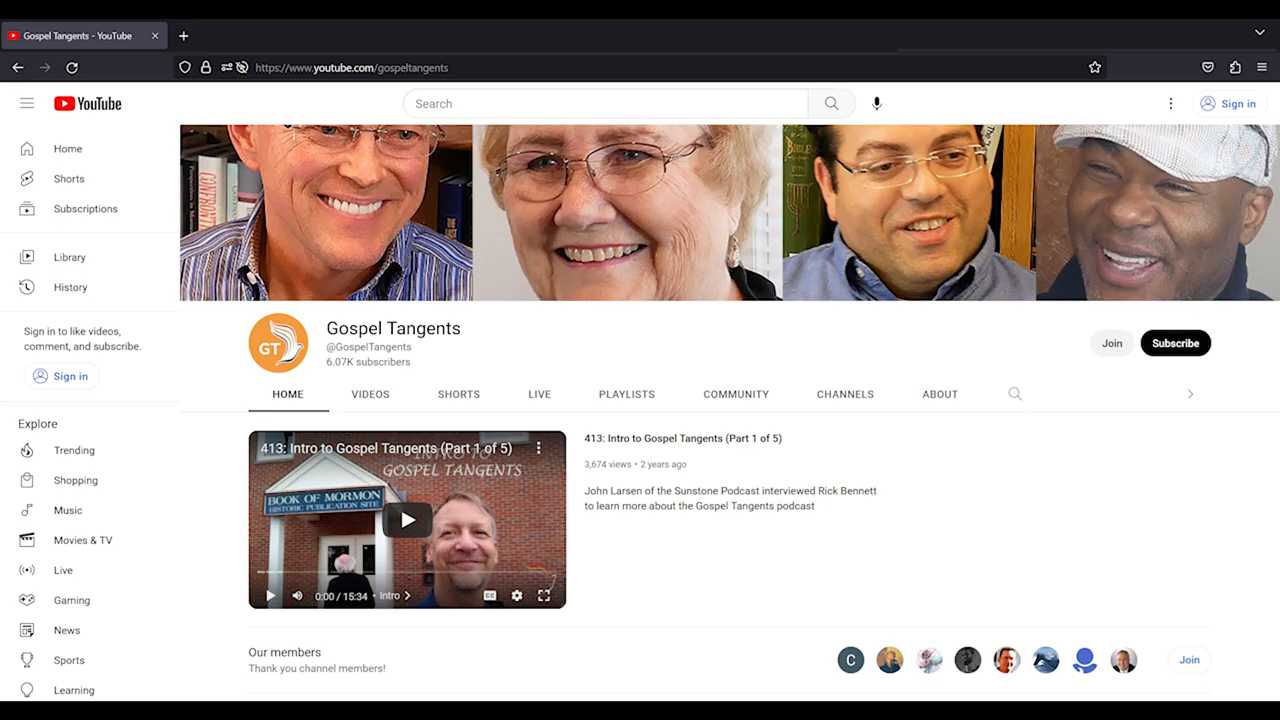 Gospel Tangents - YouTube
https://www.youtube.com/gospeltangents
YouTube
Search
Sign in
Home
Shorts
Subscriptions
Library
History
Sign in to like videos,
comment, and subscribe.
Sign in
Explore
Trending
Shopping
Music
Movies & TV
Live
Gaming
News
Sports
Learning
GT
Gospel Tangents
@GospelTangents
6.07K subscribers
Join
Subscribe
HOME
VIDEOS
SHORTS
LIVE
PLAYLISTS
COMMUNITY
CHANNELS
ABOUT
413: Intro to Gospel Tangents (Part 1 of 5)
INTRO TO
GOSPEL TANGENTS
BOOK OF MORMON
HISTORIC PUBLICATION SITE
0:00 / 15:34 • Intro
CC
413: Intro to Gospel Tangents (Part 1 of 5)
3,674 views • 2 years ago
John Larsen of the Sunstone Podcast interviewed Rick Bennett
to learn more about the Gospel Tangents podcast
Our members
Thank you channel members!
C
Join